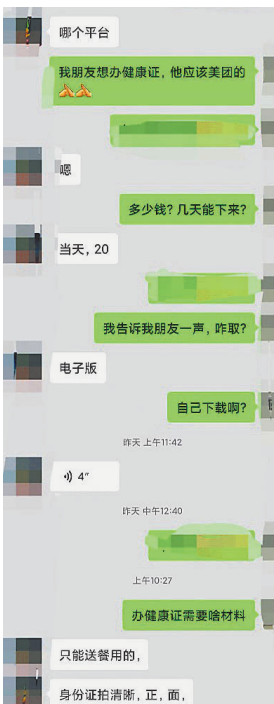 哪个平台
我朋友想办健康证，他应该美团的
嗯
多少钱？几天能下来？
当天，20
我告诉我朋友一声，咋取？
电子版
自己下载啊？
昨天 上午11:42
4"
昨天 中午12:40
上午10:27
办健康证需要啥材料
只能送餐用的，
身份证拍清晰，正，面，